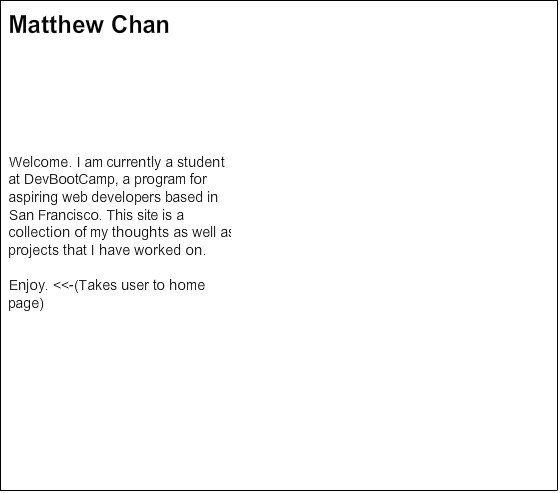 Matthew Chan
Welcome. I am currently a student
at DevBootCamp, a program for
aspiring web developers based in
San Francisco. This site is a
collection of my thoughts as well as
projects that I have worked on.
Enjoy. <<-(Takes user to home
page)